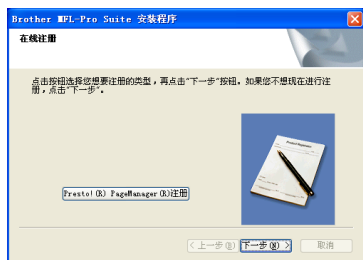 Brother MFL-Pro Suite 安装程序
在线注册
点击按钮选择您想要注册的类型，再点击“下一步”按钮。如果您不想现在进行注
册，点击“下一步”。
Presto!(R) PageManager(R)注册
< 上一步(B)
下一步(N) >
取消